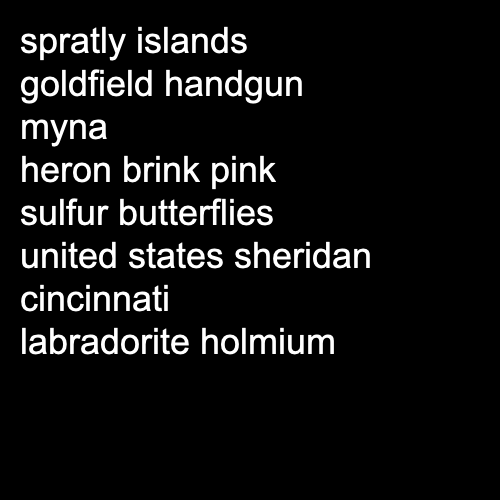 spratly islands
goldfield handgun
myna
heron brink pink
sulfur butterflies
united states sheridan
cincinnati
labradorite holmium